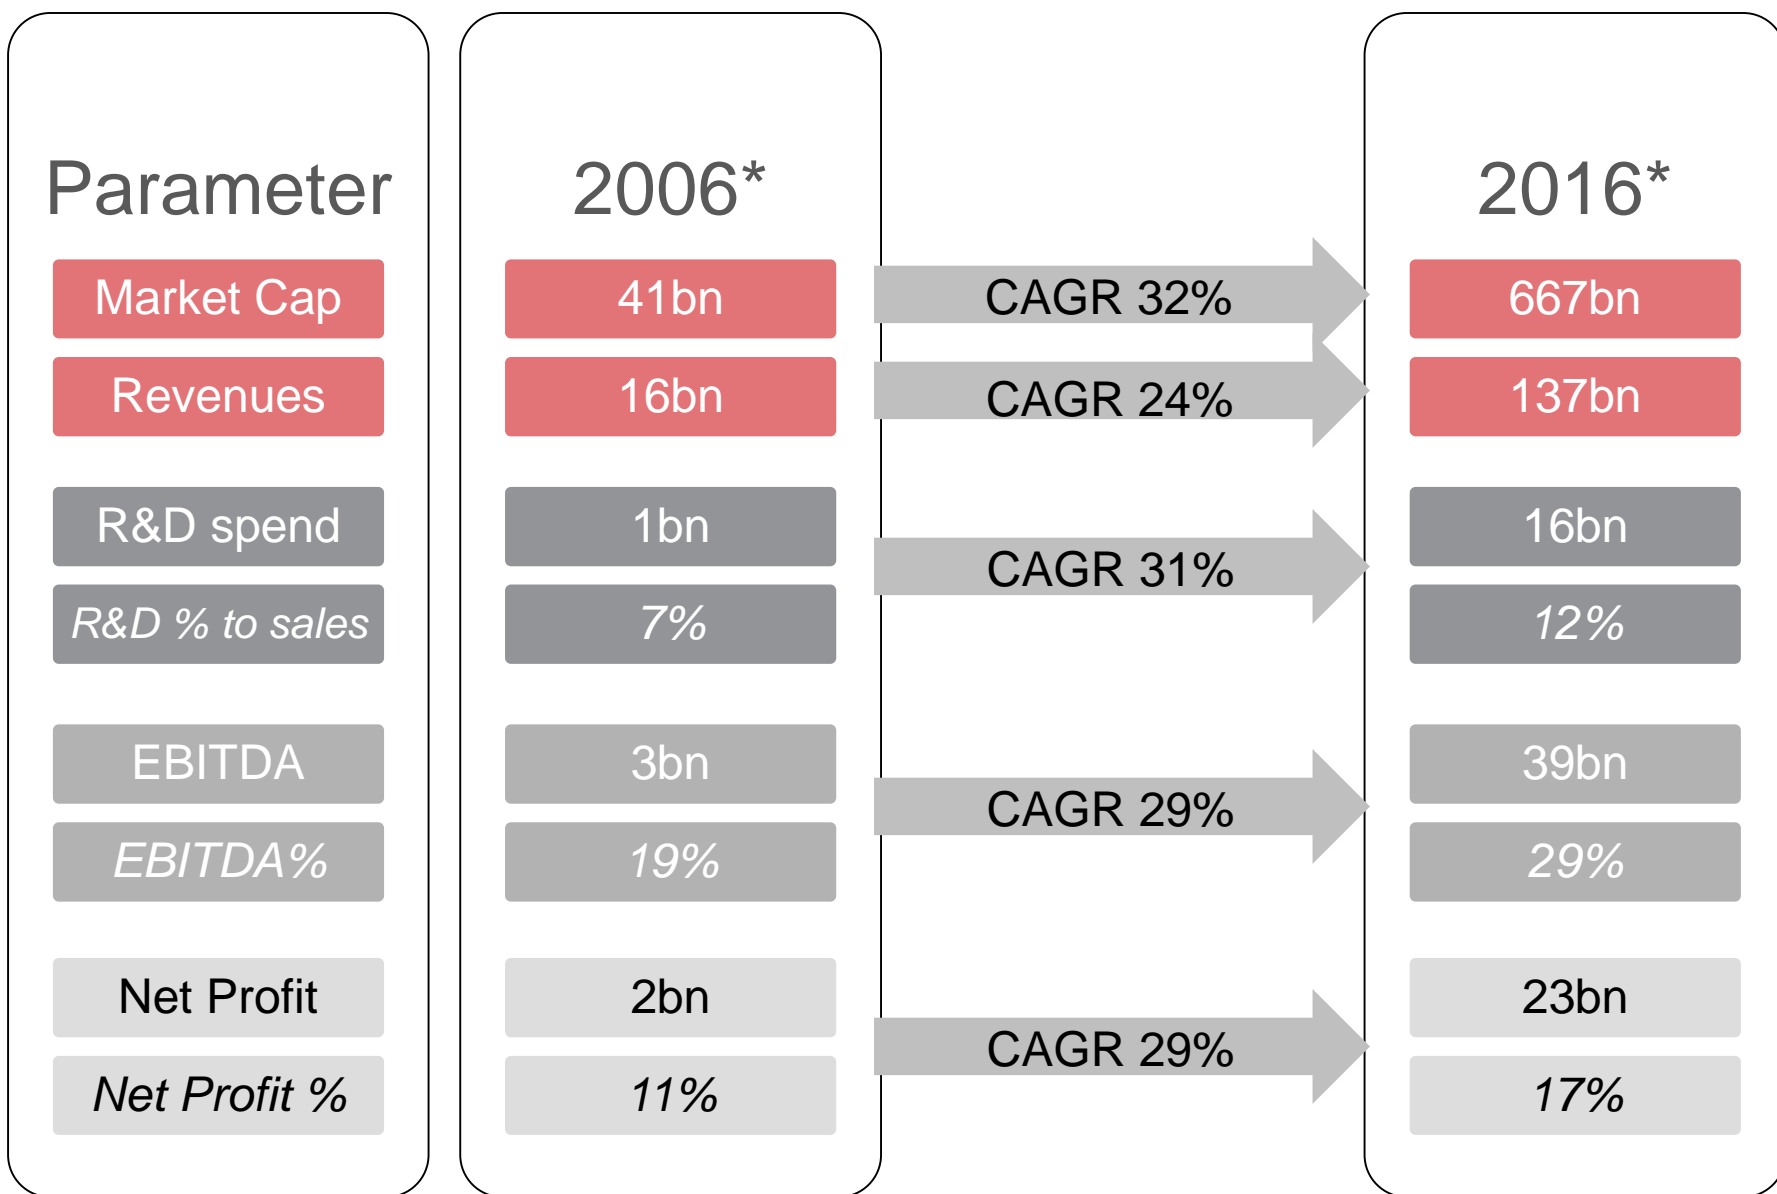 Parameter
2006*
2016*
Market Cap
41bn
CAGR 32%
667bn
Revenues
16bn
CAGR 24%
137bn
R&D spend
1bn
CAGR 31%
16bn
R&D % to sales
7%
12%
EBITDA
3bn
CAGR 29%
39bn
EBITDA%
19%
29%
Net Profit
2bn
CAGR 29%
23bn
Net Profit %
11%
17%